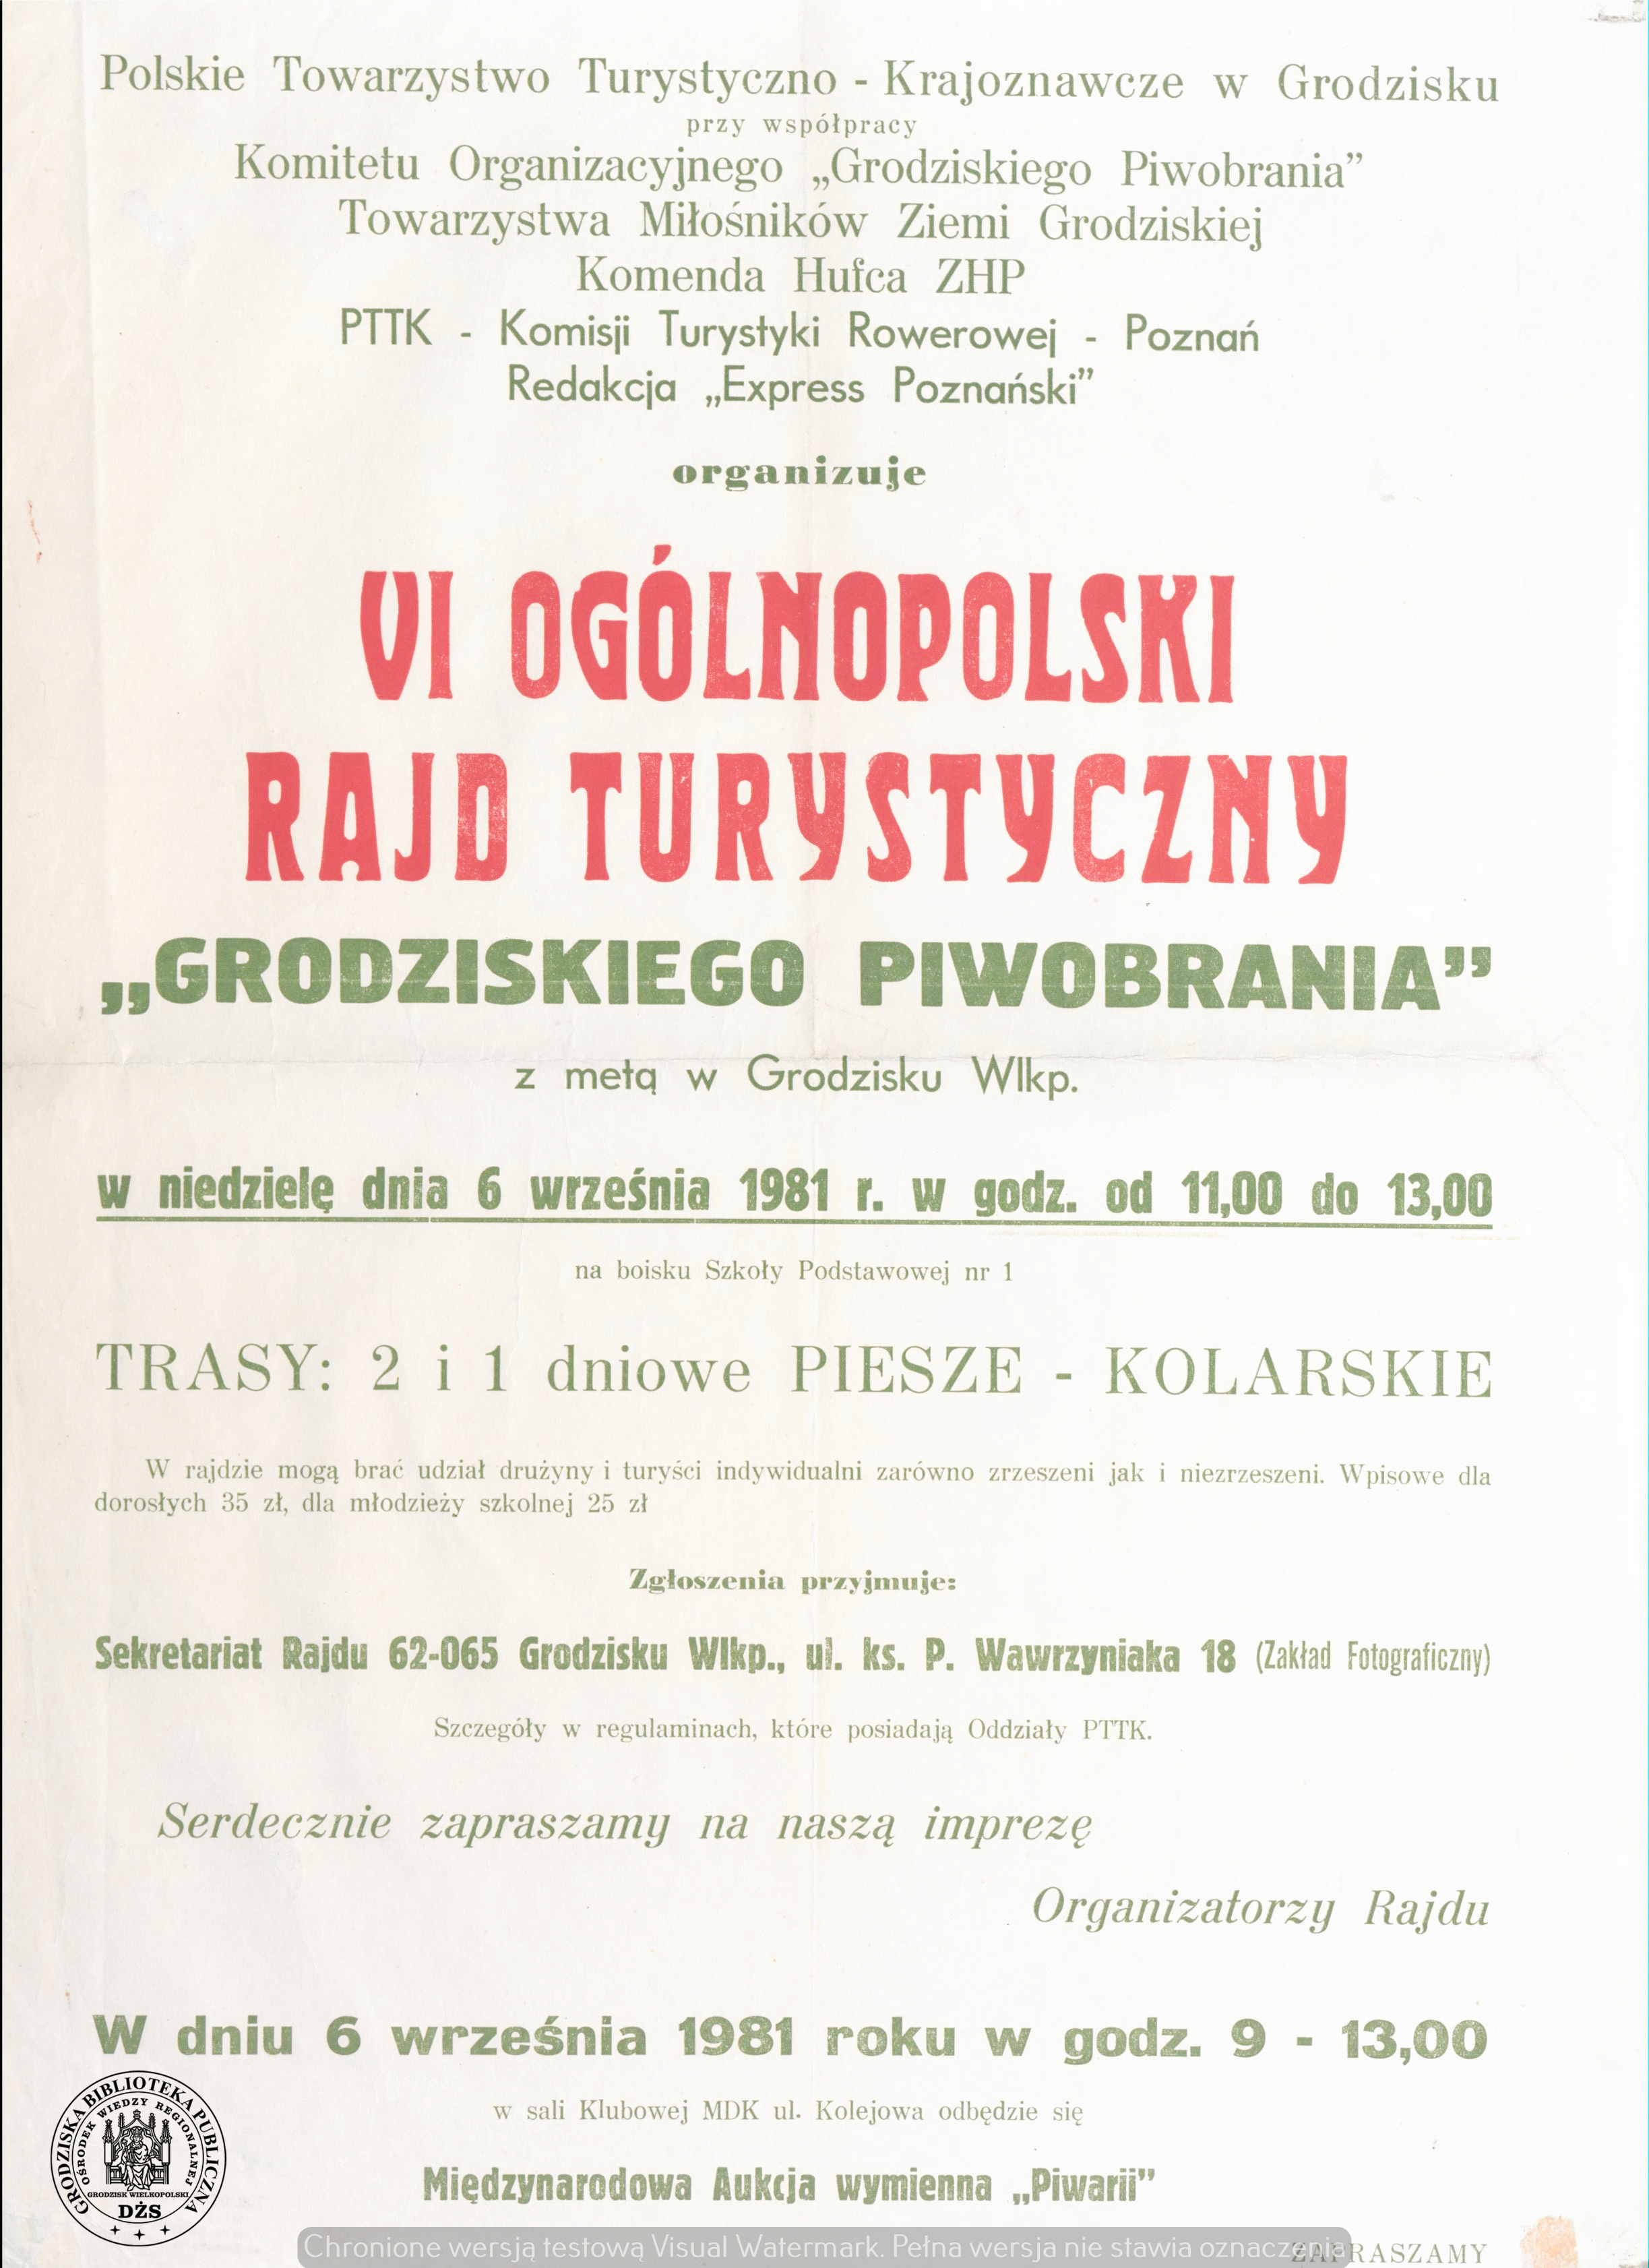 Polskie Towarzystwo Turystyczno - Krajoznawcze w Grodzisku
przy współpracy
Komitetu Organizacyjnego „Grodziskiego Piwobrania”
Towarzystwa Miłośników Ziemi Grodziskiej
Komenda Hufca ZHP
PTTK - Komisji Turystyki Rowerowej - Poznań
Redakcja „Express Poznański”
organizuje
VI OGÓLNOPOLSKI
RAJD TURYSTYCZNY
„GRODZISKIEGO PIWOBRANIA”
z metą w Grodzisku Wlkp.
w niedzielę dnia 6 września 1981 r. w godz. od 11,00 do 13,00
na boisku Szkoły Podstawowej nr 1
TRASY: 2 i 1 dniowe PIESZE - KOLARSKIE
W rajdzie mogą brać udział drużyny i turyści indywidualni zarówno zrzeszeni jak i niezrzeszeni. Wpisowe dla
dorosłych 35 zł, dla młodzieży szkolnej 25 zł
Zgłoszenia przyjmuje:
Sekretariat Rajdu 62-065 Grodzisku Wlkp., ul. ks. P. Wawrzyniaka 18 (Zakład Fotograficzny)
Szczegóły w regulaminach, które posiadają Oddziały PTTK.
Serdecznie zapraszamy na naszą imprezę
Organizatorzy Rajdu
W dniu 6 września 1981 roku w godz. 9 - 13,00
w sali Klubowej MDK ul. Kolejowa odbędzie się
Międzynarodowa Aukcja wymienna „Piwarii”
ZAPRASZAMY
GRODZISKA BIBLIOTEKA PUBLICZNA
OŚRODEK WIEDZY REGIONALNEJ
GRODZISK WIELKOPOLSKI
DŻS
Chronione wersją testową Visual Watermark. Pełna wersja nie stawia oznaczenia.